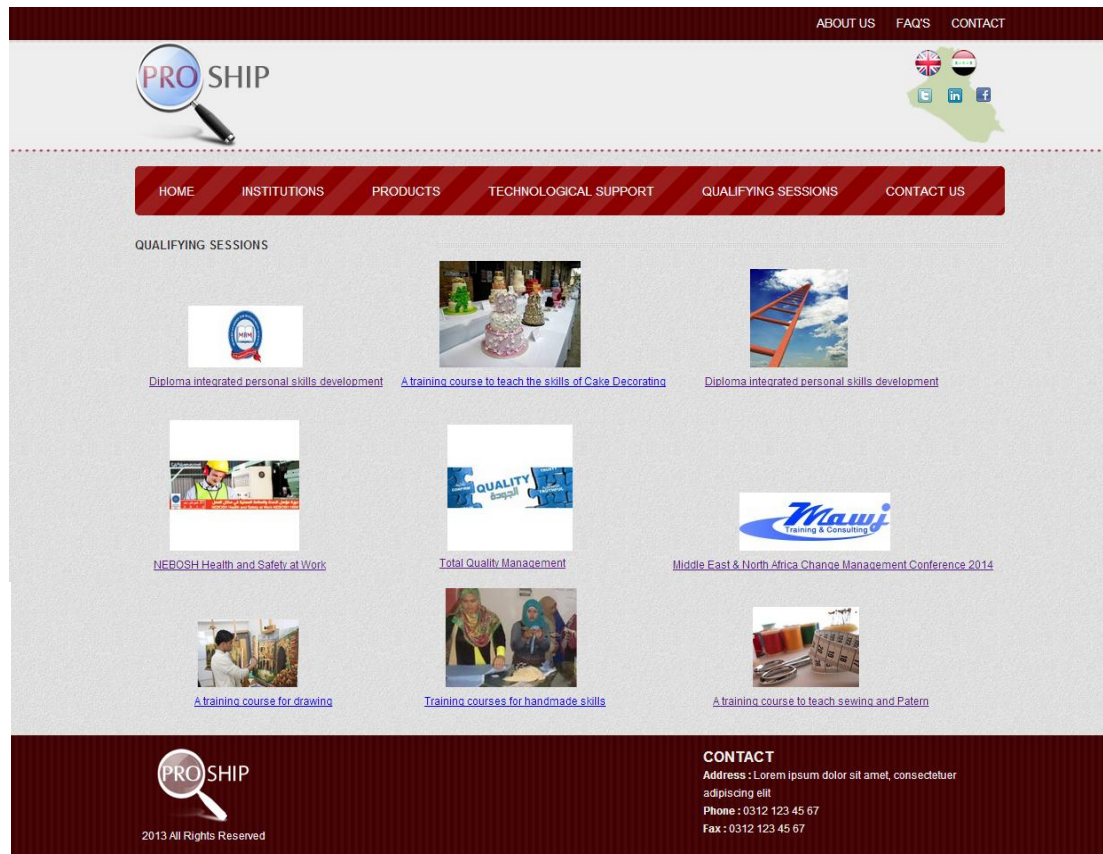 ABOUT US FAQ'S CONTACT
PRO SHIP
HOME INSTITUTIONS PRODUCTS TECHNOLOGICAL SUPPORT QUALIFYING SESSIONS CONTACT US
QUALIFYING SESSIONS
MRM
Diploma integrated personal skills development
A training course to teach the skills of Cake Decorating
Diploma integrated personal skills development
QUALITY
الجودة
Mawj
Training & Consulting
NEBOSH Health and Safety at Work
Total Quality Management
Middle East & North Africa Change Management Conference 2014
A training course for drawing
Training courses for handmade skills
A training course to teach sewing and Patern
PRO SHIP
2013 All Rights Reserved
CONTACT
Address : Lorem ipsum dolor sit amet, consectetuer
adipiscing elit
Phone : 0312 123 45 67
Fax : 0312 123 45 67